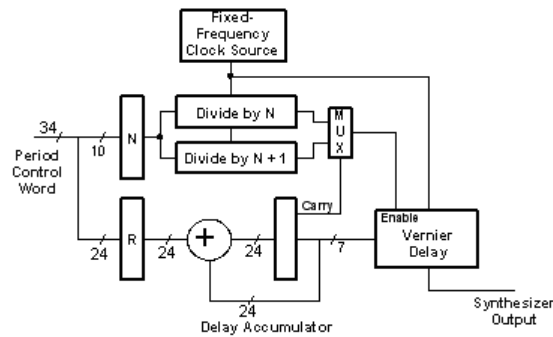 Fixed-
Frequency
Clock Source
34
Period
Control
Word
10
N
Divide by N
Divide by N + 1
M
U
X
Carry
24
R
24
+
24
7
24
Delay Accumulator
Enable
Vernier
Delay
Synthesizer
Output